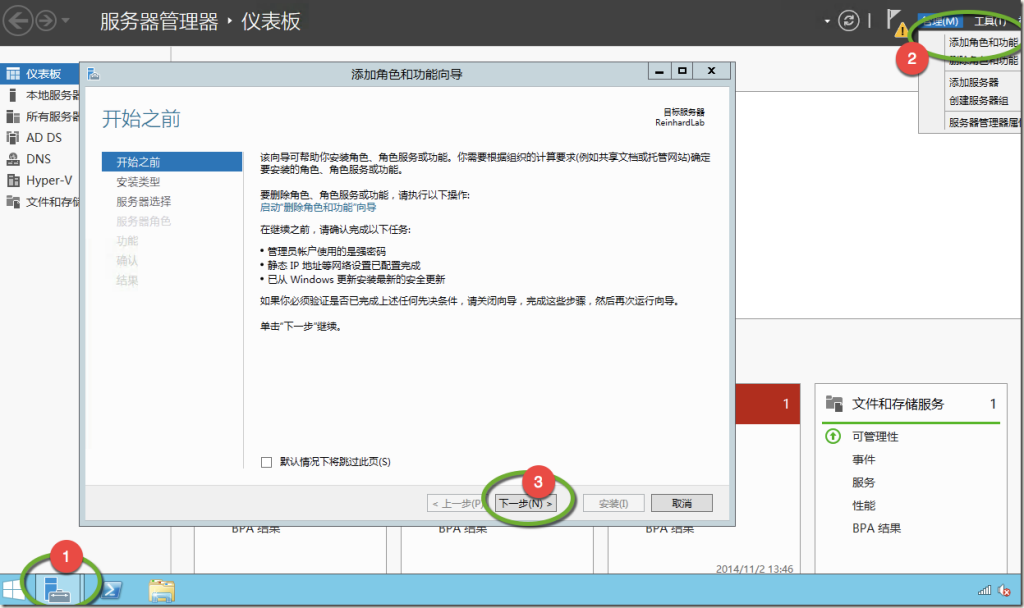 服务器管理器 · 仪表板
管理(M) 工具(T)
添加角色和功能
删除角色和功能
添加服务器
创建服务器组
服务器管理器属
2
仪表板
本地服务器
所有服务器
AD DS
DNS
Hyper-V
文件和存储
添加角色和功能向导
开始之前
目标服务器
ReinhardLab
开始之前
安装类型
服务器选择
服务器角色
功能
确认
结果
该向导可帮助你安装角色、角色服务或功能。你需要根据组织的计算要求(例如共享文档或托管网站)确定
要安装的角色、角色服务或功能。
要删除角色、角色服务或功能，请执行以下操作:
启动“删除角色和功能”向导
在继续之前，请确认完成以下任务:
• 管理员帐户使用的是强密码
• 静态 IP 地址等网络设置已配置完成
• 已从 Windows 更新安装最新的安全更新
如果你必须验证是否已完成上述任何先决条件，请关闭向导，完成这些步骤，然后再次运行向导。
单击“下一步”继续。
默认情况下将跳过此页(S)
3
< 上一步(P) 下一步(N) > 安装(I) 取消
1
文件和存储服务 1
可管理性
事件
服务
性能
BPA 结果
BPA 结果 BPA 结果 BPA 结果
2014/11/2 13:46
1